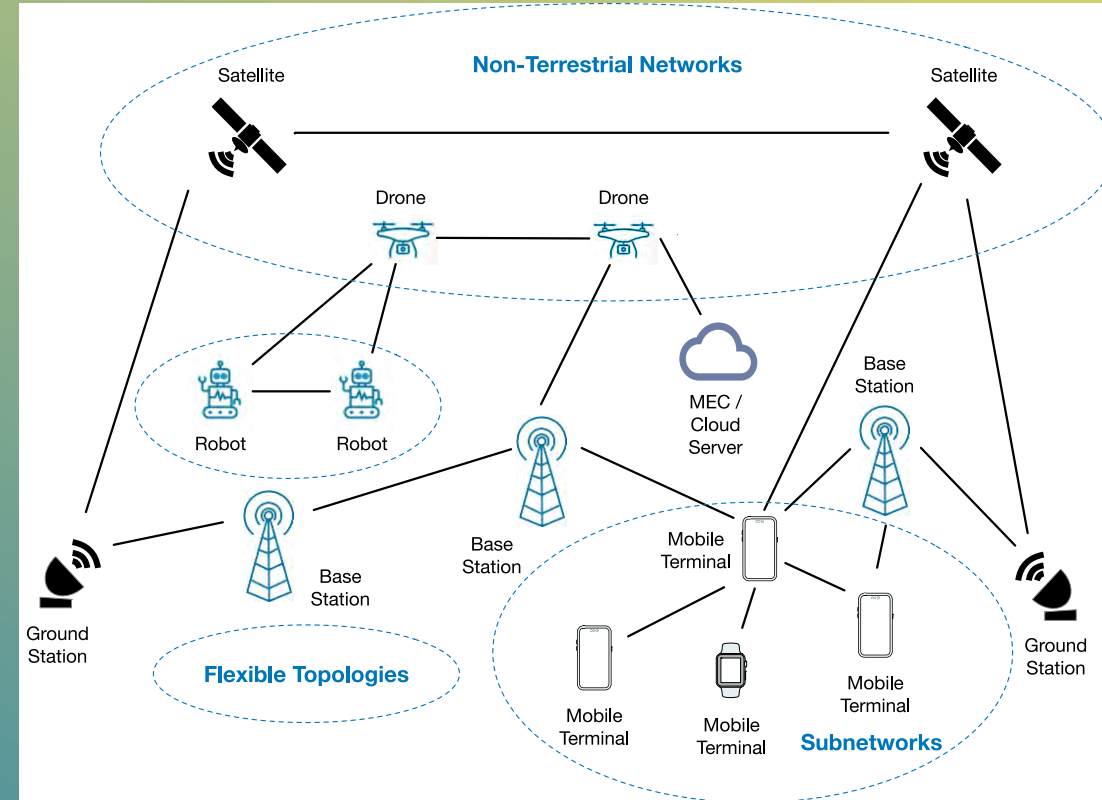 Non-Terrestrial Networks
Satellite
Satellite
Drone
Drone
MEC /
Cloud
Server
Base
Station
Robot
Robot
Base
Station
Base
Station
Mobile
Terminal
Ground
Station
Ground
Station
Flexible Topologies
Mobile
Terminal
Mobile
Terminal
Mobile
Terminal
Subnetworks